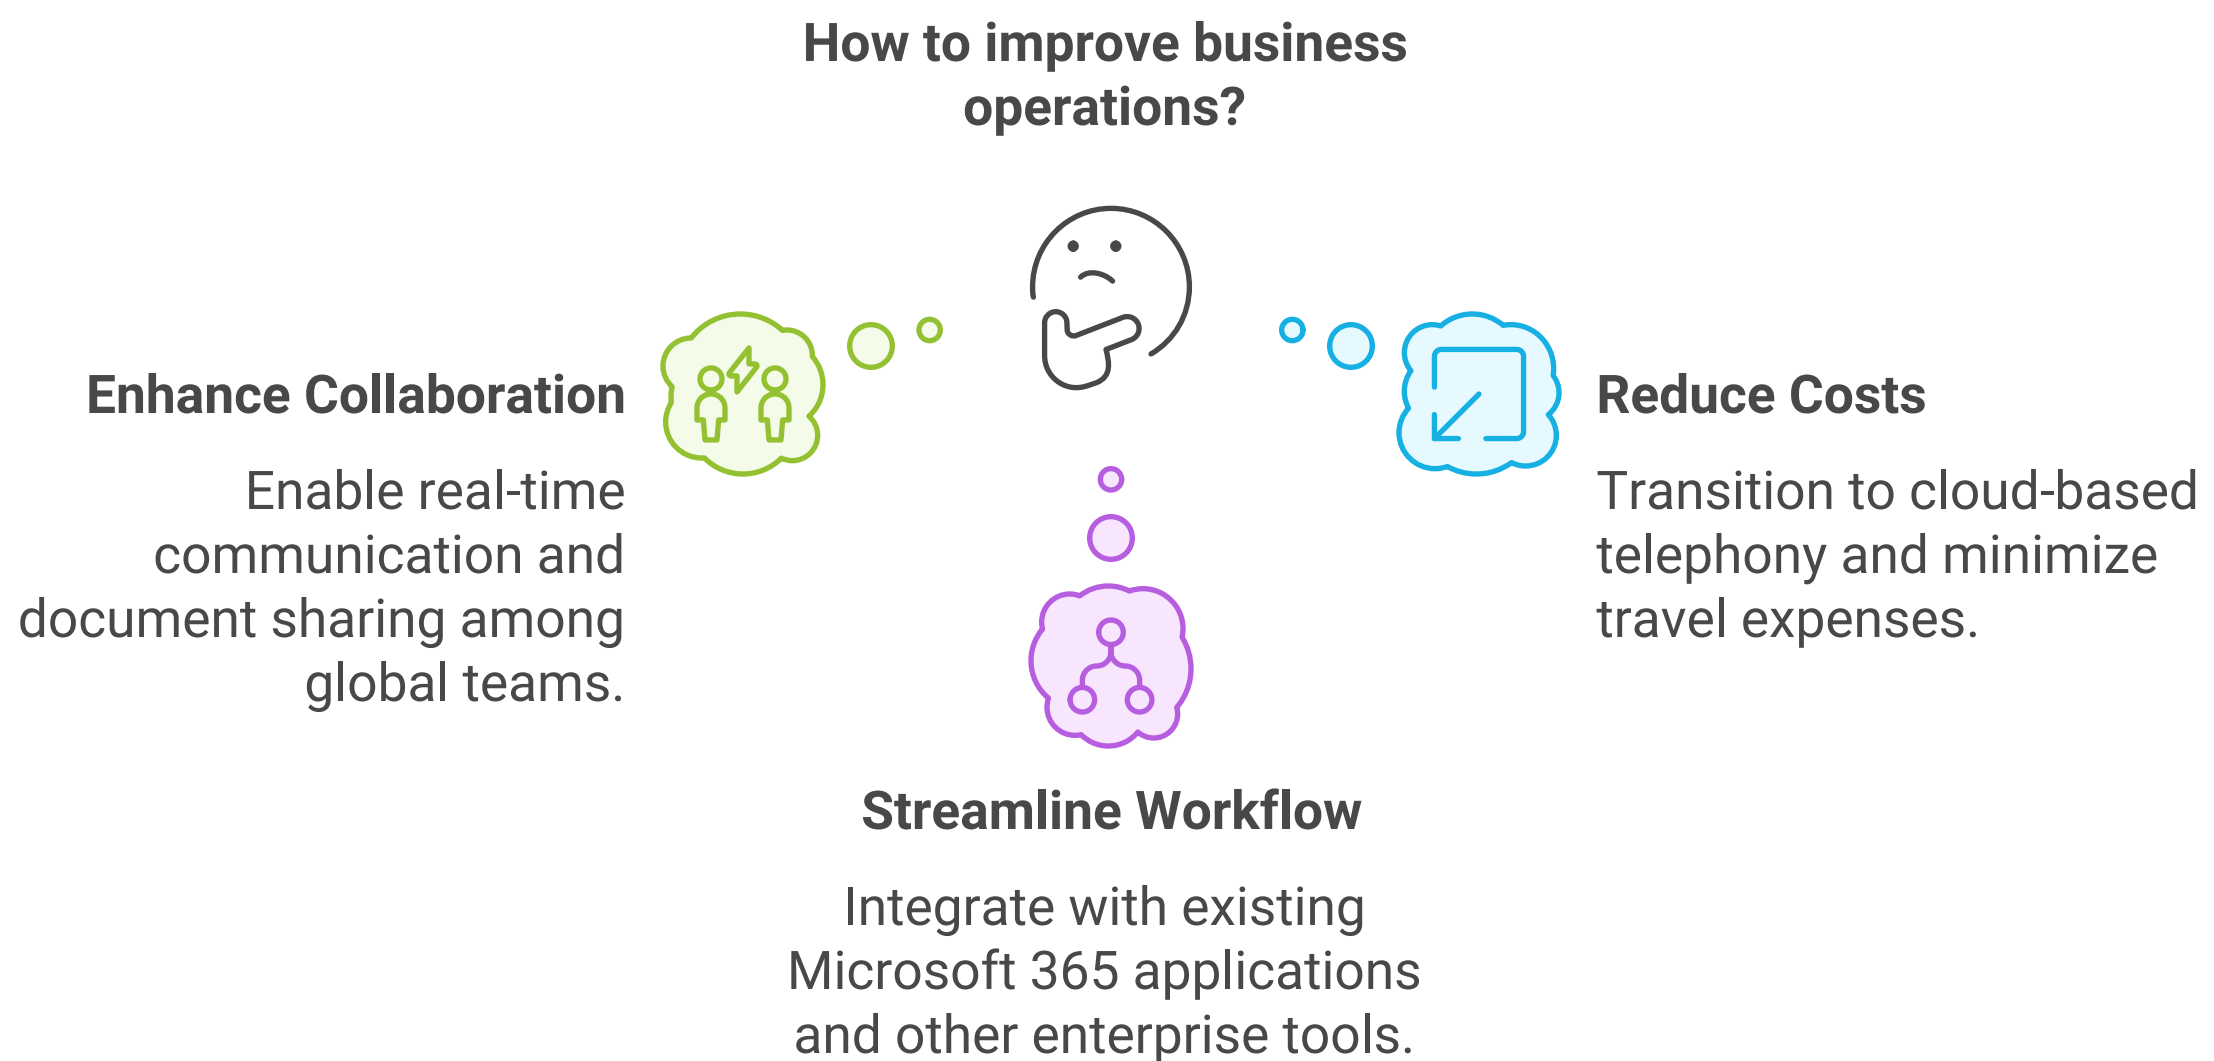 How to improve business
operations?
Enhance Collaboration
Enable real-time
communication and
document sharing among
global teams.
Reduce Costs
Transition to cloud-based
telephony and minimize
travel expenses.
Streamline Workflow
Integrate with existing
Microsoft 365 applications
and other enterprise tools.